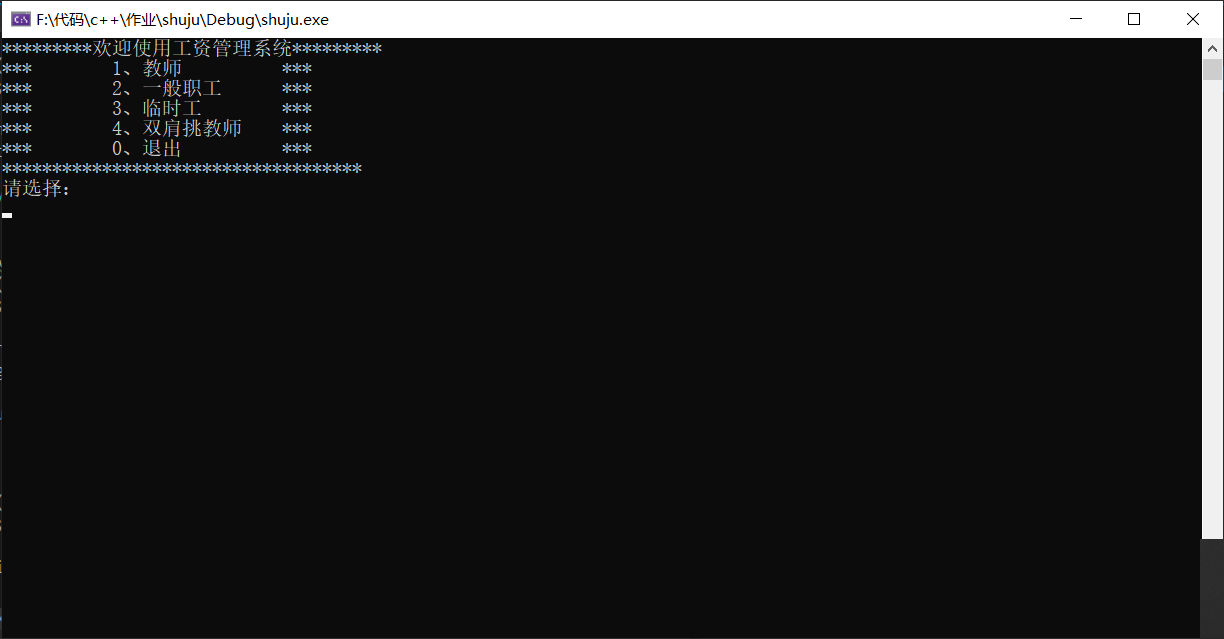 F:\代码\c++\作业\shuju\Debug\shuju.exe
*********欢迎使用工资管理系统*********
***        1、教师          ***
***        2、一般职工      ***
***        3、临时工        ***
***        4、双肩挑教师    ***
***        0、退出          ***
************************************
请选择: